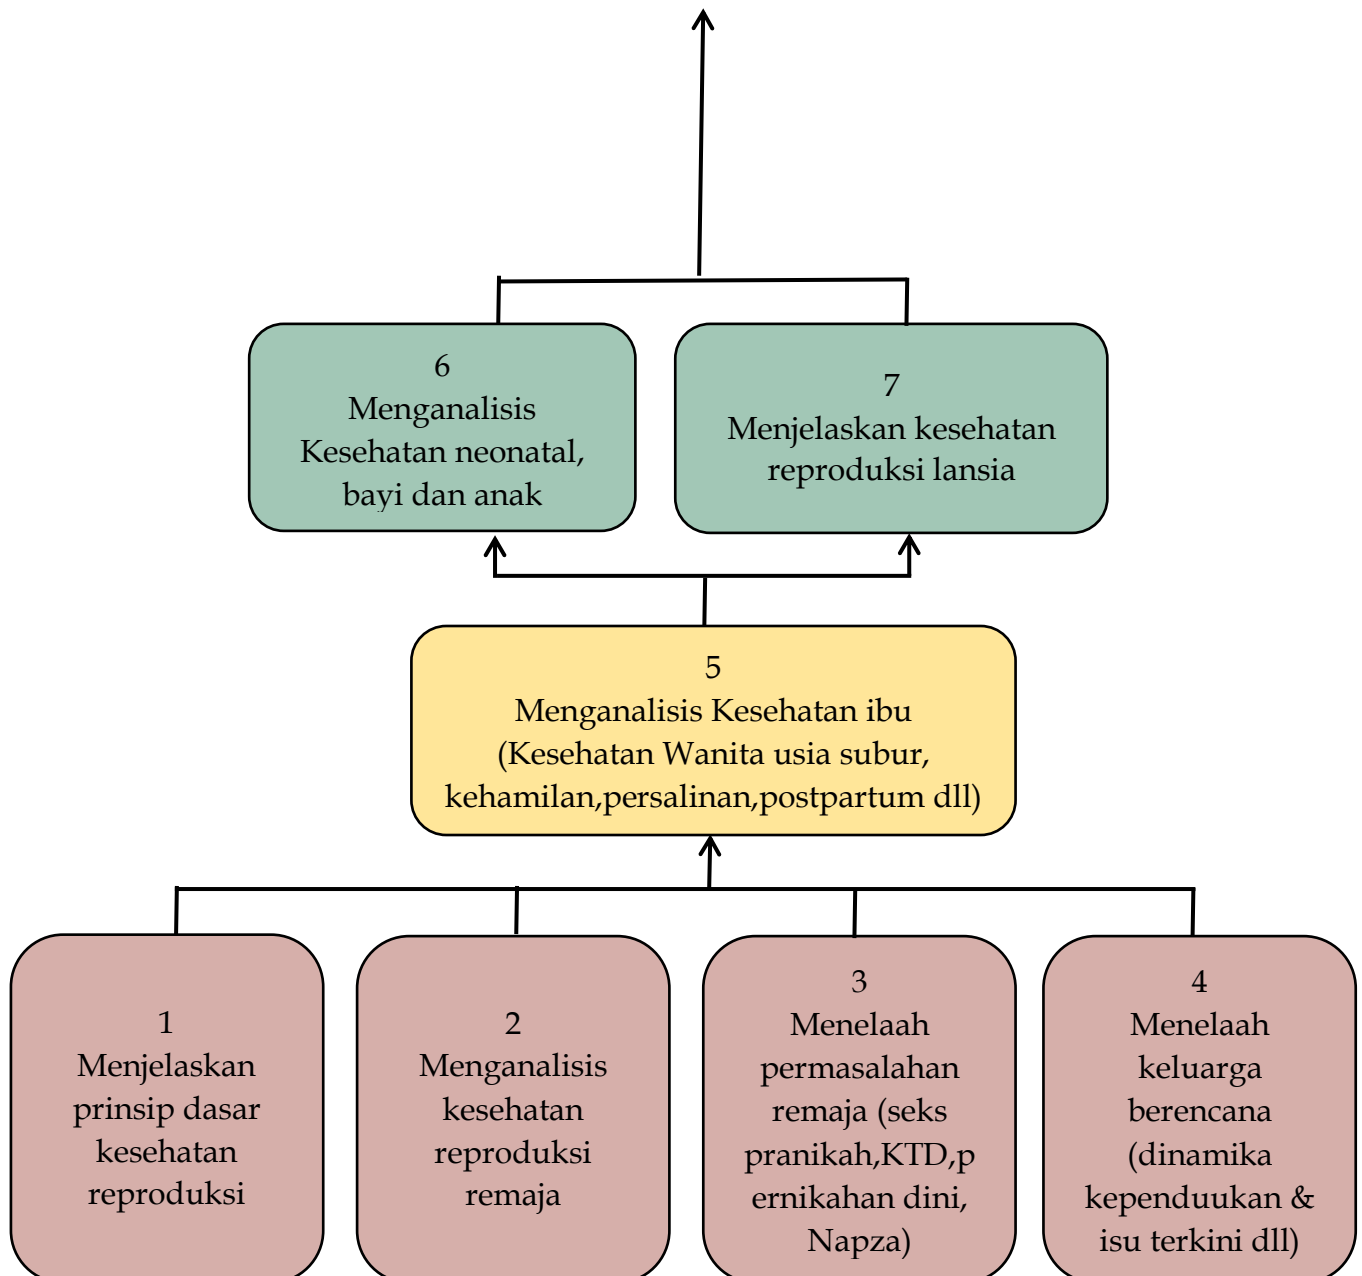 6
Menganalisis
Kesehatan neonatal,
bayi dan anak
7
Menjelaskan kesehatan
reproduksi lansia
5
Menganalisis Kesehatan ibu
(Kesehatan Wanita usia subur,
kehamilan,persalinan,postpartum dll)
1
Menjelaskan
prinsip dasar
kesehatan
reproduksi
2
Menganalisis
kesehatan
reproduksi
remaja
3
Menelaah
permasalahan
remaja (seks
pranikah,KTD,p
ernikahan dini,
Napza)
4
Menelaah
keluarga
berencana
(dinamika
kependuukan &
isu terkini dll)